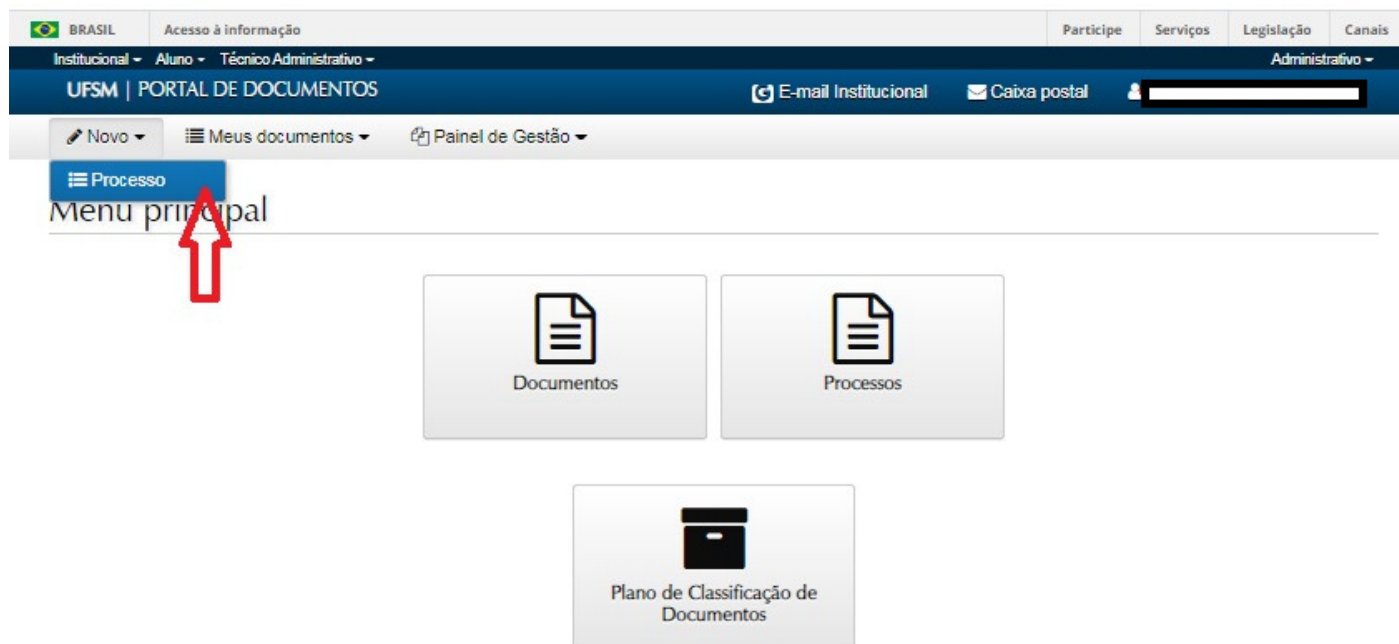 BRASIL Acesso à informação Participe Serviços Legislação Canais
Institucional Aluno Técnico Administrativo Administrativo
UFSM | PORTAL DE DOCUMENTOS E-mail Institucional Caixa postal
Novo Meus documentos Painel de Gestão
Processo
Menu principal
Documentos Processos
Plano de Classificação de
Documentos